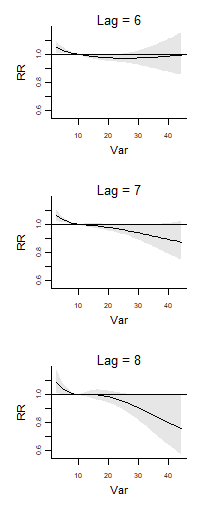 Lag = 6
RR
0.6 0.8 1.0
10 20 30 40
Var
Lag = 7
RR
0.6 0.8 1.0
10 20 30 40
Var
Lag = 8
RR
0.6 0.8 1.0
10 20 30 40
Var